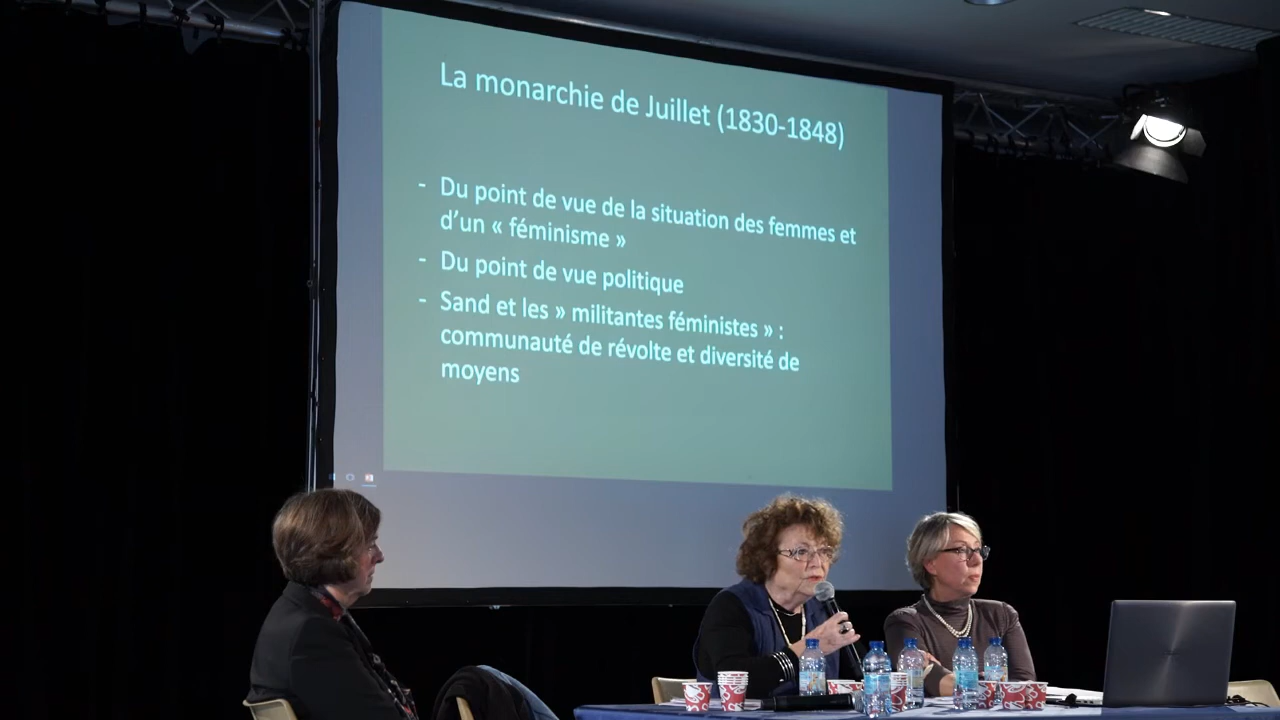 La monarchie de Juillet (1830-1848)
- Du point de vue de la situation des femmes et
d’un « féminisme »
- Du point de vue politique
- Sand et les » militantes féministes » :
communauté de révolte et diversité de
moyens